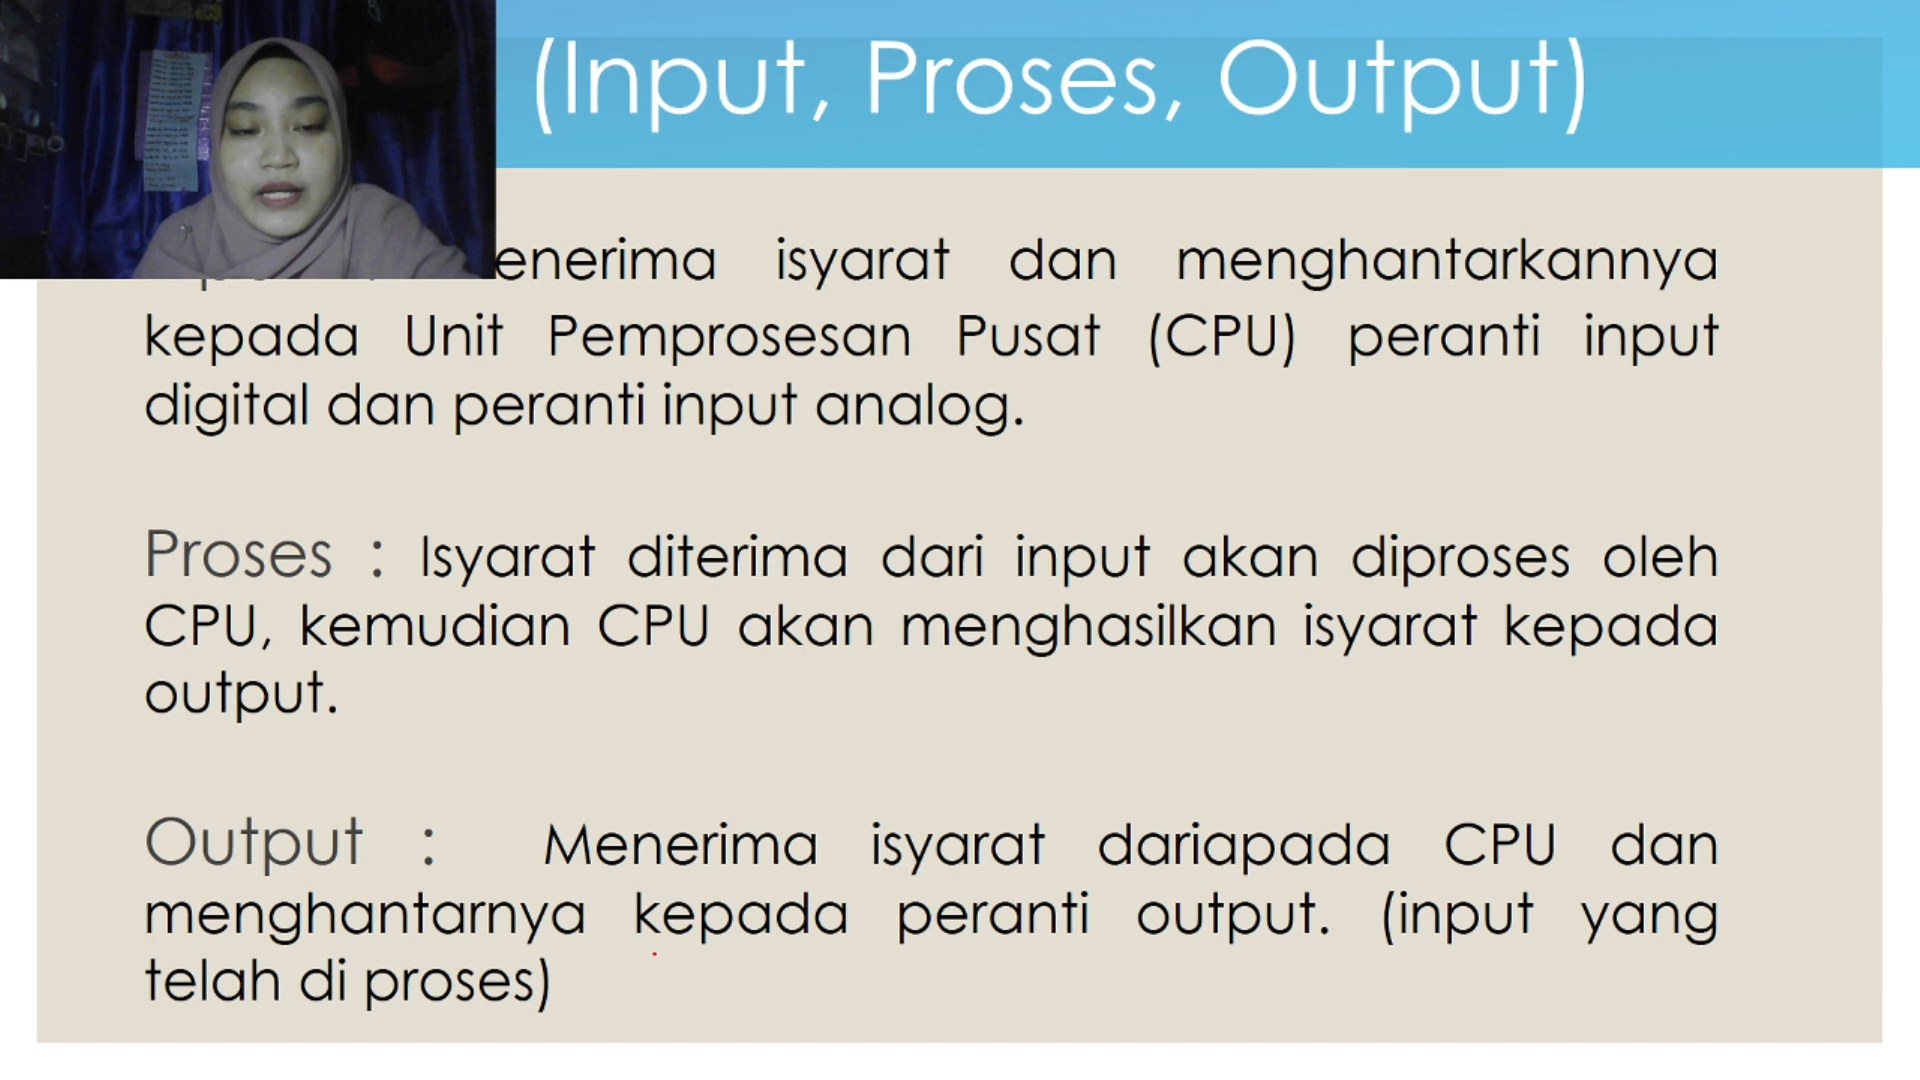 (Input, Proses, Output)
isyarat dan menghantarkannya
kepada Unit Pemprosesan Pusat (CPU) peranti input
digital dan peranti input analog.
Proses : Isyarat diterima dari input akan diproses oleh
CPU, kemudian CPU akan menghasilkan isyarat kepada
output.
Output : Menerima isyarat dariapada CPU dan
menghantarnya kepada peranti output. (input yang
telah di proses)